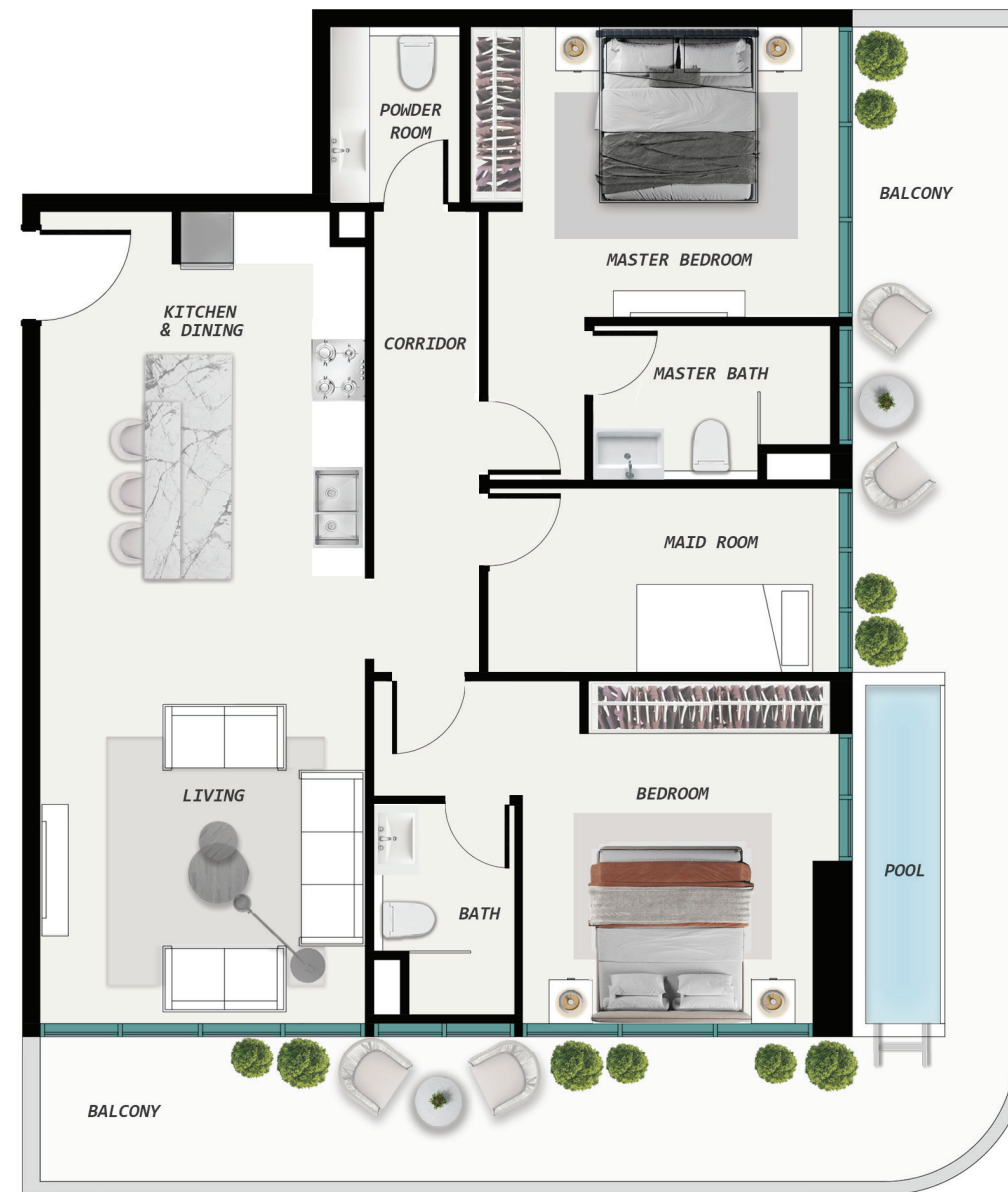 POWDER
ROOM
BALCONY
MASTER BEDROOM
KITCHEN
& DINING
CORRIDOR
MASTER BATH
MAID ROOM
LIVING
BEDROOM
POOL
BATH
BALCONY